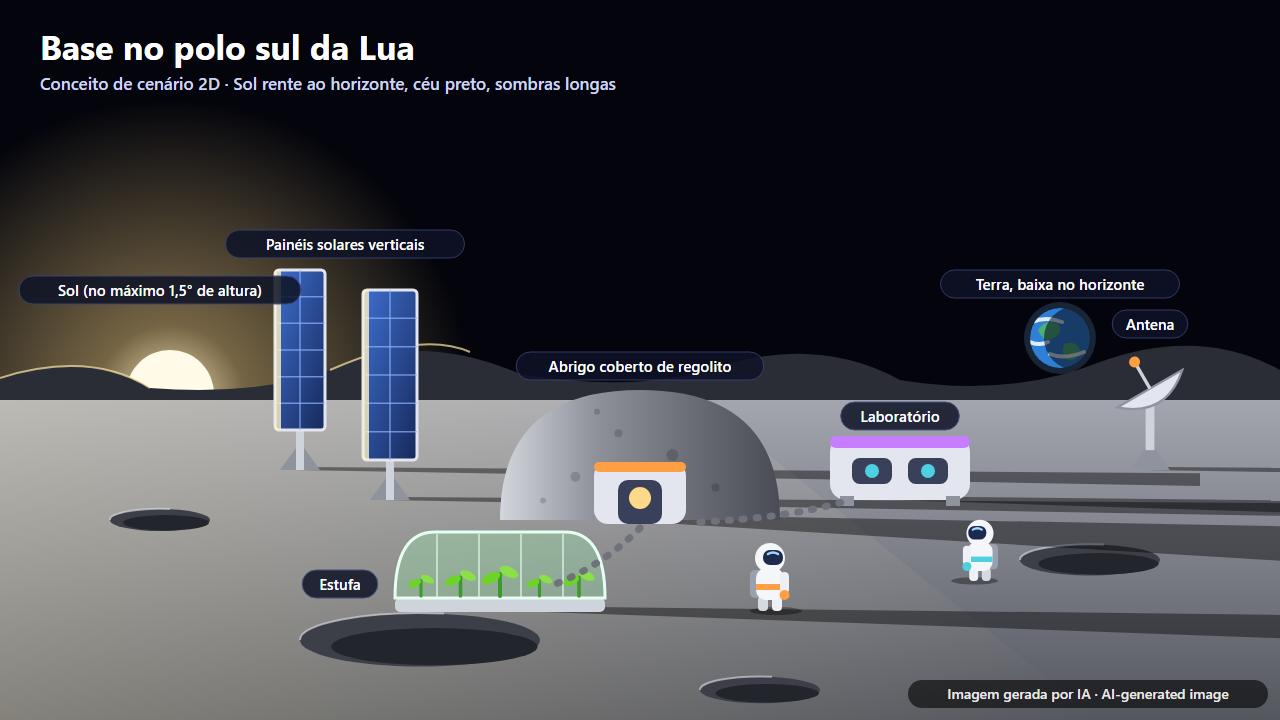 Base no polo sul da Lua
Conceito de cenário 2D · Sol rente ao horizonte, céu preto, sombras longas
Painéis solares verticais
Sol (no máximo 1,5° de altura)
Terra, baixa no horizonte
Antena
Abrigo coberto de regolito
Laboratório
Estufa
Imagem gerada por IA · AI-generated image